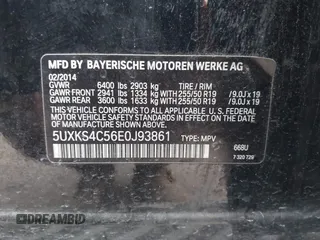 MFD BY BAYERISCHE MOTOREN WERKE AG
02/2014
GVWR 6400 lbs 2903 kg TIRE / RIM
GAWR FRONT 2941 lbs 1334 kg 255/50 R19 / 9.0J x 19
GAWR REAR 3600 lbs 1633 kg 255/50 R19 / 9.0J x 19
THIS VEHICLE CONFORMS TO ALL APPLICABLE U.S. FEDERAL
MOTOR VEHICLE SAFETY STANDARDS IN EFFECT ON
THE DATE OF MANUFACTURE SHOWN ABOVE.
5UXKS4C56E0J93861 TYPE: MPV
668U
7 320 729
DREAMBID